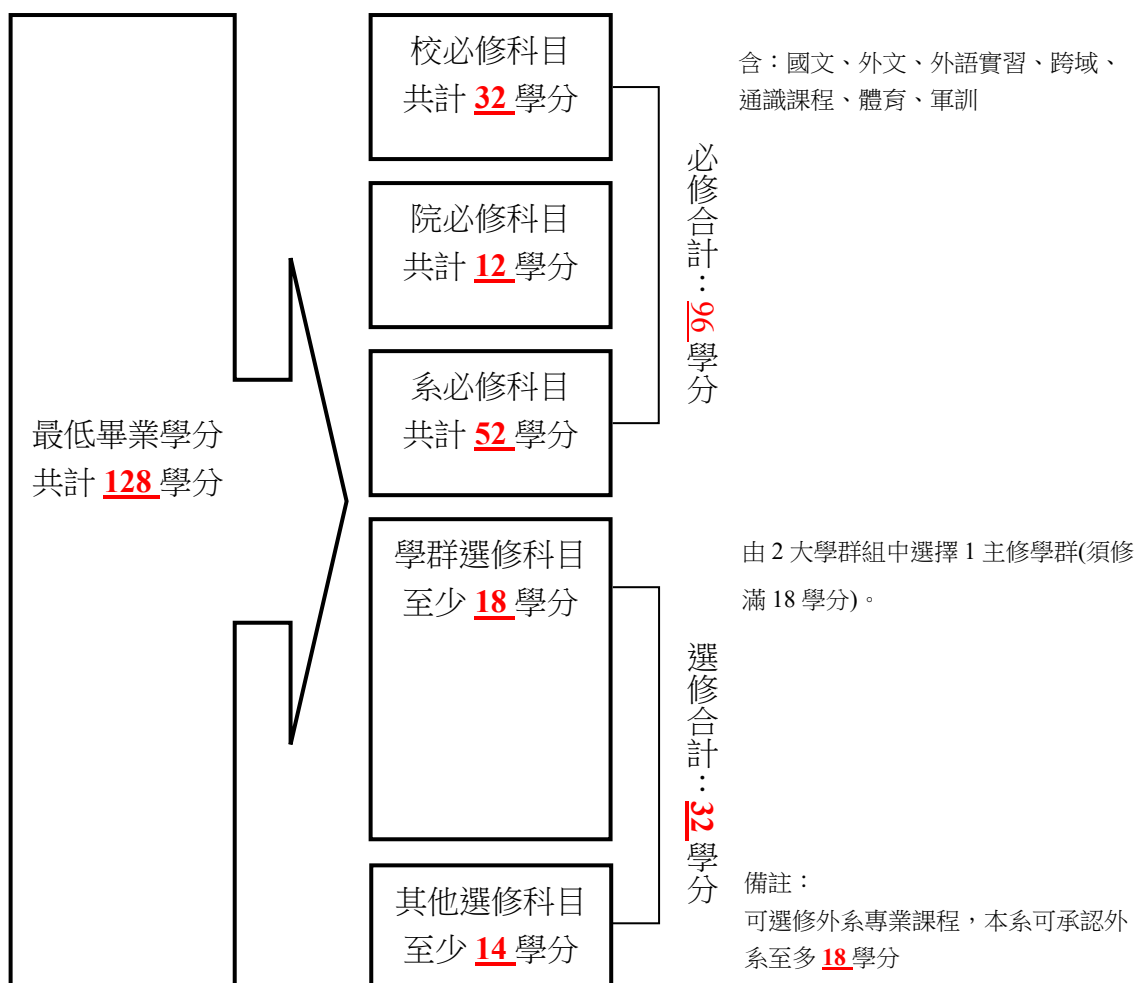 最低畢業學分
共計 128 學分
校必修科目
共計 32 學分
院必修科目
共計 12 學分
系必修科目
共計 52 學分
必修合計：96 學分
含：國文、外文、外語實習、跨域、
通識課程、體育、軍訓
學群選修科目
至少 18 學分
其他選修科目
至少 14 學分
選修合計：32 學分
由 2 大學群組中選擇 1 主修學群(須修
滿 18 學分)。
備註：
可選修外系專業課程，本系可承認外
系至多 18 學分